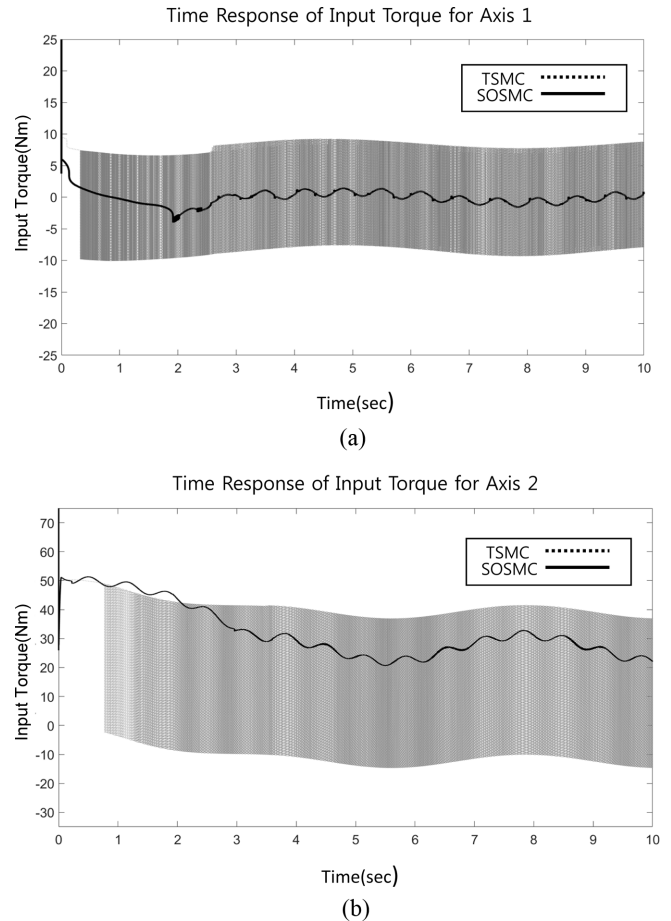 Time Response of Input Torque for Axis 1
25
20
15
10
5
0
-5
-10
-15
-20
-25
Input Torque(Nm)
TSMC
SOSMC
0 1 2 3 4 5 6 7 8 9 10
Time(sec)
(a)
Time Response of Input Torque for Axis 2
70
60
50
40
30
20
10
0
-10
-20
-30
Input Torque(Nm)
TSMC
SOSMC
0 1 2 3 4 5 6 7 8 9 10
Time(sec)
(b)